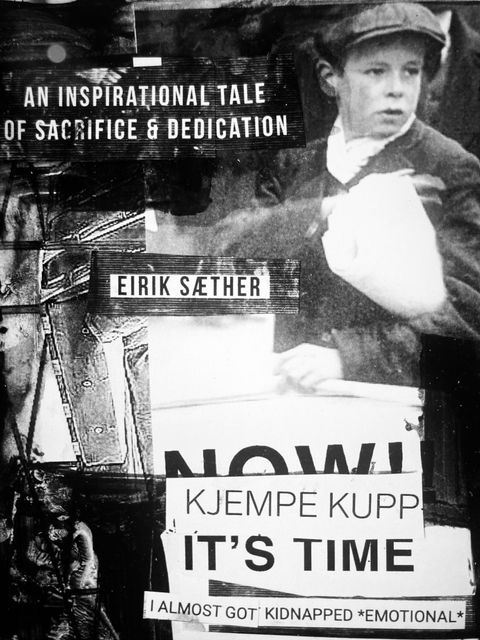 AN INSPIRATIONAL TALE
OF SACRIFICE & DEDICATION
EIRIK SÆTHER
NOW!!
KJEMPE KUPP
IT'S TIME
I ALMOST GOT KIDNAPPED *EMOTIONAL*